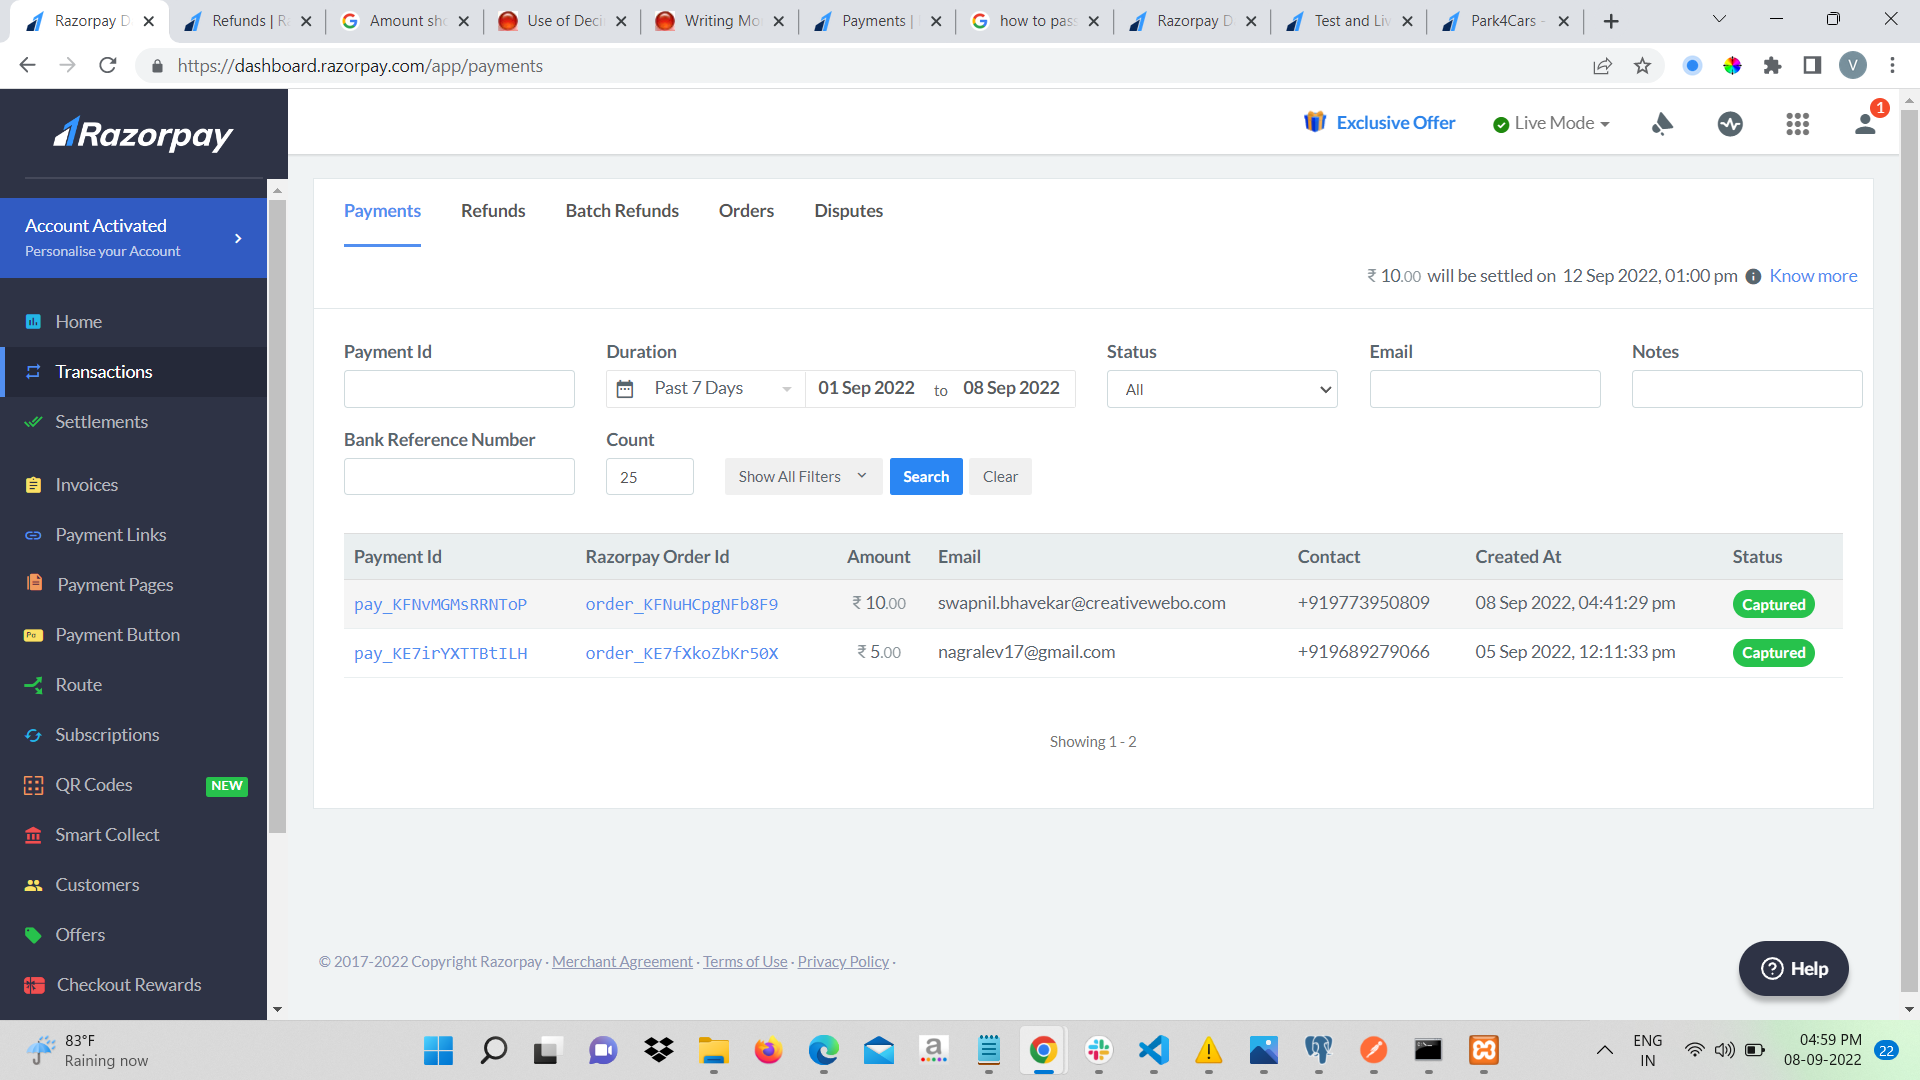 Razorpay D
Refunds | Ra
Amount sho
Use of Deci
Writing Mo
Payments |
how to pass
Razorpay D
Test and Liv
Park4Cars -
https://dashboard.razorpay.com/app/payments
V
Razorpay
Exclusive Offer
Live Mode
1
Account Activated
Personalise your Account
Home
Transactions
Settlements
Invoices
Payment Links
Payment Pages
Payment Button
Route
Subscriptions
QR Codes
NEW
Smart Collect
Customers
Offers
Checkout Rewards
Payments Refunds Batch Refunds Orders Disputes
₹ 10.00 will be settled on 12 Sep 2022, 01:00 pm Know more
Payment Id Duration Status Email Notes
Past 7 Days 01 Sep 2022 to 08 Sep 2022 All
Bank Reference Number Count
25 Show All Filters Search Clear
Payment Id Razorpay Order Id Amount Email Contact Created At Status
pay_KFNvMGMsRRNToP order_KFNuHCpgNFb8F9 ₹ 10.00 swapnil.bhavekar@creativewebo.com +919773950809 08 Sep 2022, 04:41:29 pm Captured
pay_KE7irYXTTBtILH order_KE7fXkoZbKr50X ₹ 5.00 nagralev17@gmail.com +919689279066 05 Sep 2022, 12:11:33 pm Captured
Showing 1 - 2
© 2017-2022 Copyright Razorpay · Merchant Agreement · Terms of Use · Privacy Policy ·
Help
83°F
Raining now
ENG
IN
04:59 PM
08-09-2022
22